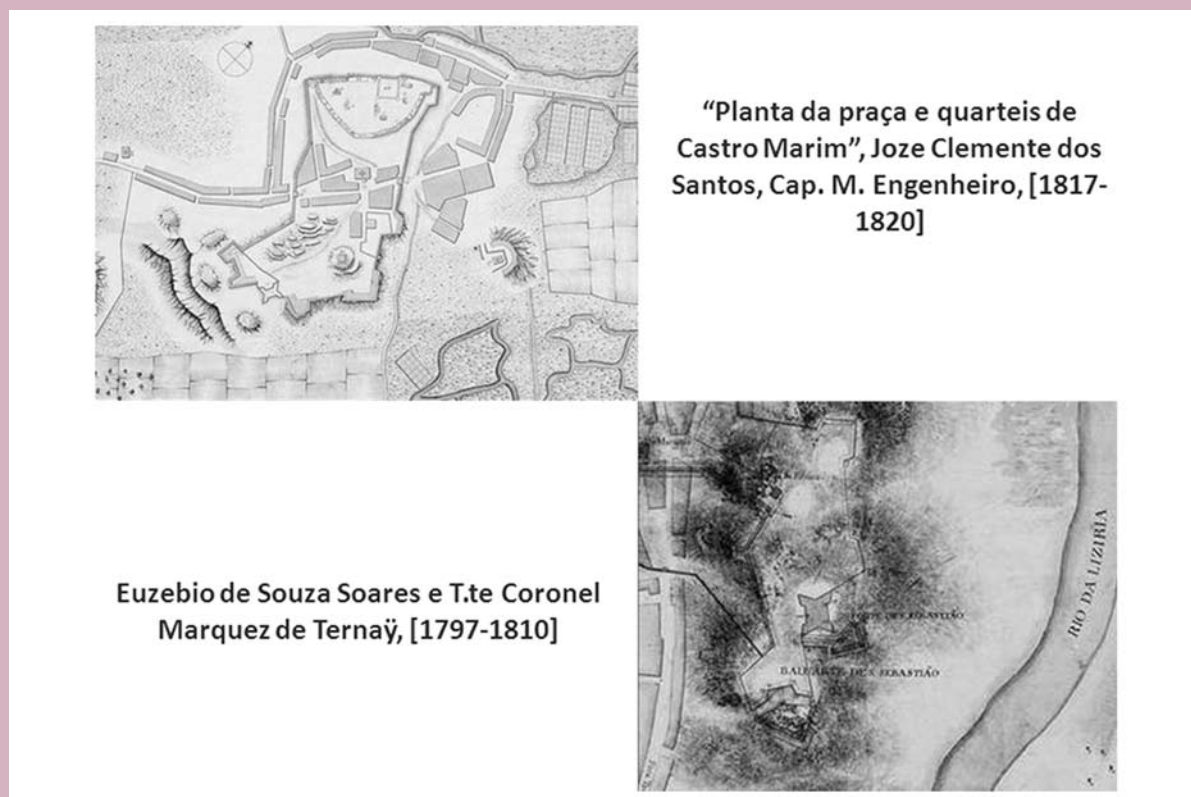 “Planta da praça e quarteis de
Castro Marim”, Joze Clemente dos
Santos, Cap. M. Engenheiro, [1817-
1820]
Euzebio de Souza Soares e T.te Coronel
Marquez de Ternaÿ, [1797-1810]
RIO DA LIZIRIA
SEBASTIÃO
BALUARTE DE S SEBASTIÃO